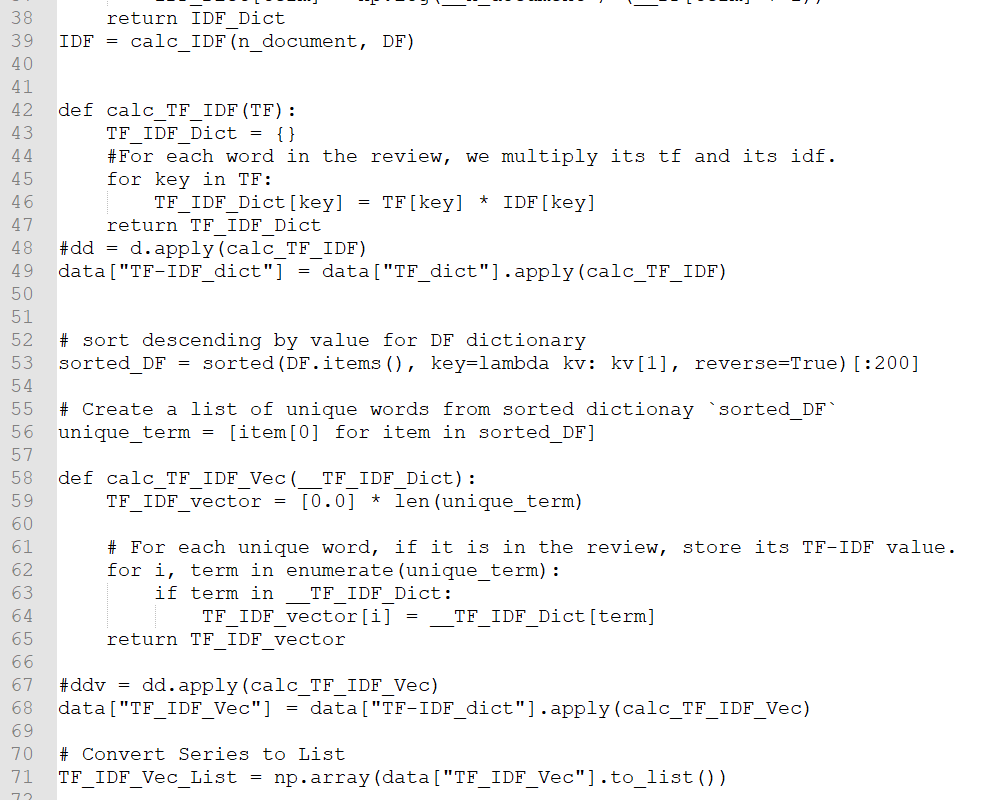 38 return IDF_Dict
39 IDF = calc_IDF(n_document, DF)
40
41
42 def calc_TF_IDF(TF):
43 TF_IDF_Dict = {}
44 #For each word in the review, we multiply its tf and its idf.
45 for key in TF:
46 TF_IDF_Dict[key] = TF[key] * IDF[key]
47 return TF_IDF_Dict
48 #dd = d.apply(calc_TF_IDF)
49 data["TF-IDF_dict"] = data["TF_dict"].apply(calc_TF_IDF)
50
51
52 # sort descending by value for DF dictionary
53 sorted_DF = sorted(DF.items(), key=lambda kv: kv[1], reverse=True)[:200]
54
55 # Create a list of unique words from sorted dictionay `sorted_DF`
56 unique_term = [item[0] for item in sorted_DF]
57
58 def calc_TF_IDF_Vec(__TF_IDF_Dict):
59 TF_IDF_vector = [0.0] * len(unique_term)
60
61 # For each unique word, if it is in the review, store its TF-IDF value.
62 for i, term in enumerate(unique_term):
63 if term in __TF_IDF_Dict:
64 TF_IDF_vector[i] = __TF_IDF_Dict[term]
65 return TF_IDF_vector
66
67 #ddv = dd.apply(calc_TF_IDF_Vec)
68 data["TF_IDF_Vec"] = data["TF-IDF_dict"].apply(calc_TF_IDF_Vec)
69
70 # Convert Series to List
71 TF_IDF_Vec_List = np.array(data["TF_IDF_Vec"].to_list())